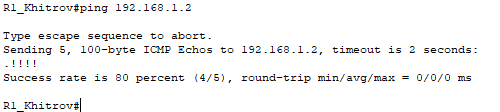 R1_Khitrov#ping 192.168.1.2
Type escape sequence to abort.
Sending 5, 100-byte ICMP Echos to 192.168.1.2, timeout is 2 seconds:
.!!!!
Success rate is 80 percent (4/5), round-trip min/avg/max = 0/0/0 ms
R1_Khitrov#